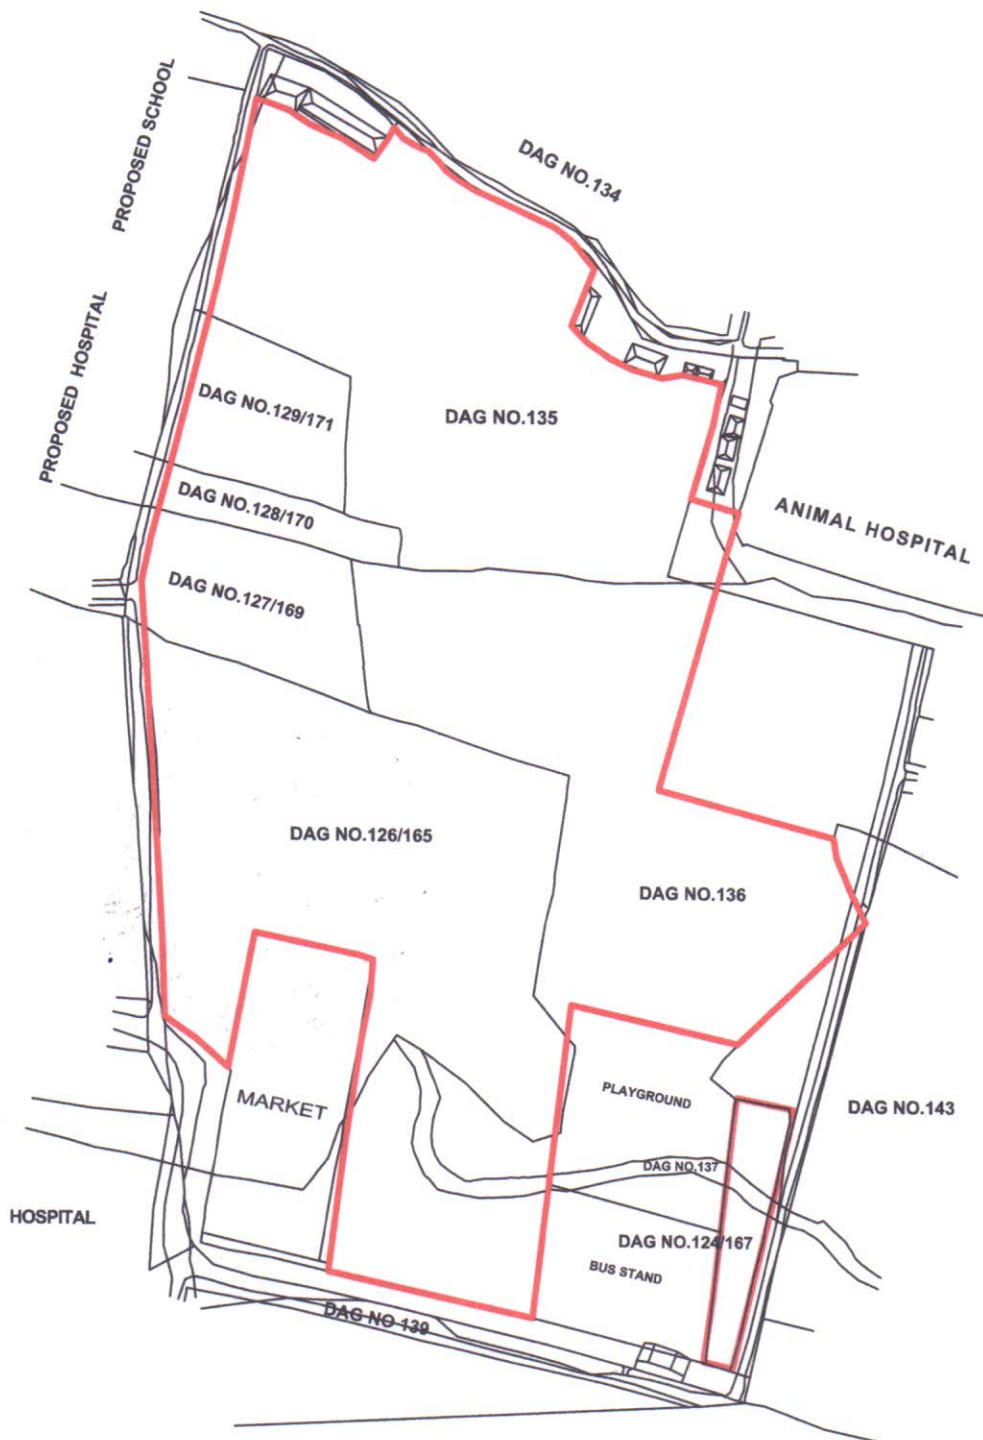 PROPOSED SCHOOL
DAG NO.134
PROPOSED HOSPITAL
DAG NO.129/171
DAG NO.135
DAG NO.128/170
ANIMAL HOSPITAL
DAG NO.127/169
DAG NO.126/165
DAG NO.136
PLAYGROUND
MARKET
DAG NO.143
DAG NO.137
HOSPITAL
DAG NO.124/167
BUS STAND
DAG NO 139